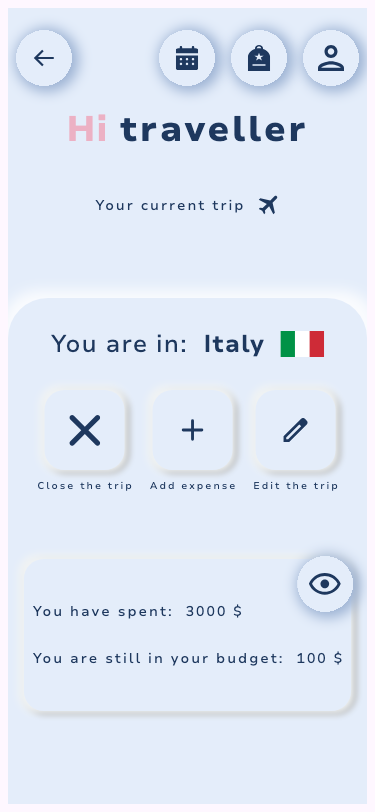 Hi traveller
Your current trip
You are in: Italy
Close the trip Add expense Edit the trip
You have spent: 3000 $
You are still in your budget: 100 $